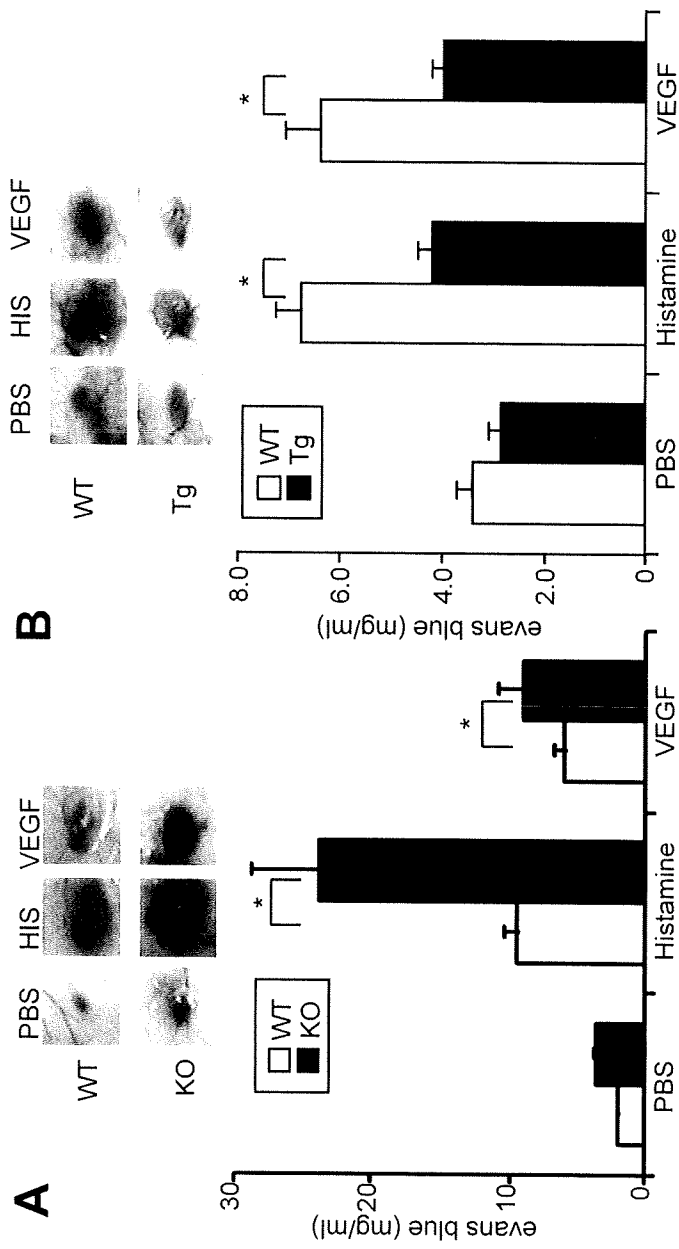 A
PBS HIS VEGF
WT
KO
WT
KO
evans blue (mg/ml)
30
20
10
0
PBS Histamine VEGF
*
*
B
PBS HIS VEGF
WT
Tg
WT
Tg
evans blue (mg/ml)
8.0
6.0
4.0
2.0
0
PBS Histamine VEGF
*
*